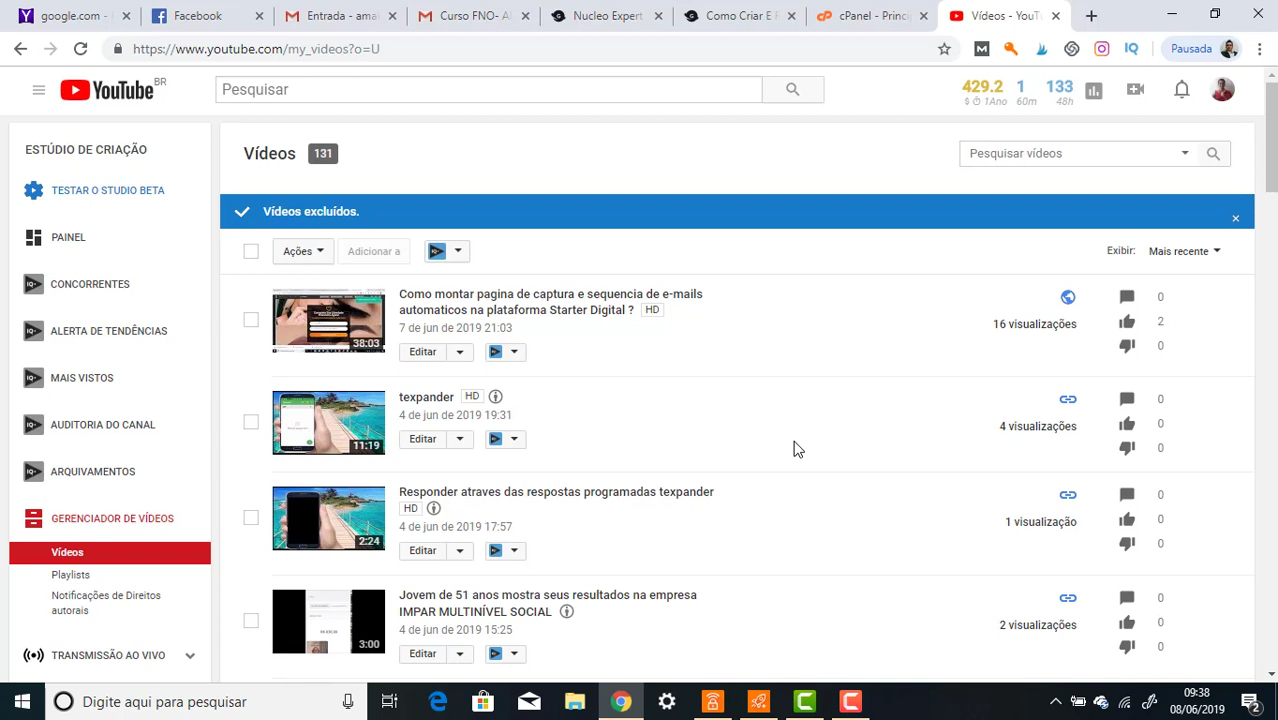 google.com - b
Facebook
Entrada - amal
Curso FNO- AL
Nucleo Expert
Como Criar E R
cPanel - Princip
Vídeos - YouTu
https://www.youtube.com/my_videos?o=U
Pausada
YouTube BR
Pesquisar
429.2 1 133
$ 1Ano 60m 48h
ESTÚDIO DE CRIAÇÃO
TESTAR O STUDIO BETA
PAINEL
CONCORRENTES
ALERTA DE TENDÊNCIAS
MAIS VISTOS
AUDITORIA DO CANAL
ARQUIVAMENTOS
GERENCIADOR DE VÍDEOS
Vídeos
Playlists
Notificações de Direitos
autorais
TRANSMISSÃO AO VIVO
Vídeos 131
Pesquisar vídeos
Vídeos excluídos.
Ações
Adicionar a
Exibir: Mais recente
Como montar pagina de captura e sequencia de e-mails
automaticos na plataforma Starter Digital ? HD
7 de jun de 2019 21:03
Editar
38:03
16 visualizações
0
2
0
texpander HD
4 de jun de 2019 19:31
Editar
11:19
4 visualizações
0
0
0
Responder atraves das respostas programadas texpander
HD
4 de jun de 2019 17:57
Editar
2:24
1 visualização
0
0
0
Jovem de 51 anos mostra seus resultados na empresa
IMPAR MULTINÍVEL SOCIAL
4 de jun de 2019 15:25
Editar
3:00
2 visualizações
0
0
0
Digite aqui para pesquisar
09:38
08/06/2019
2